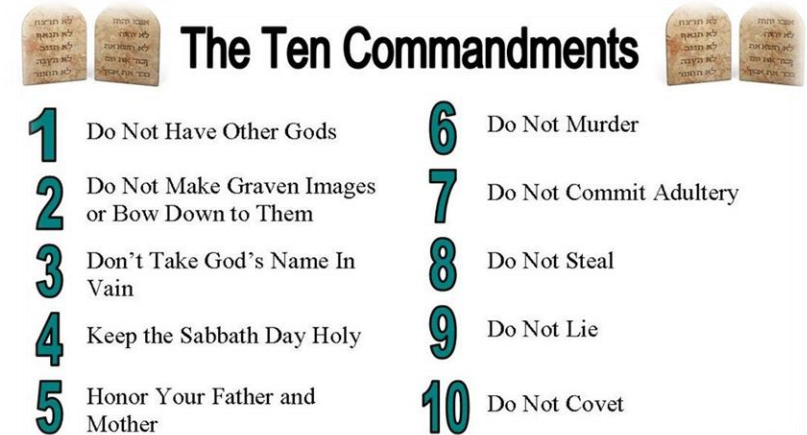 The Ten Commandments
1 Do Not Have Other Gods
2 Do Not Make Graven Images
or Bow Down to Them
3 Don't Take God's Name In
Vain
4 Keep the Sabbath Day Holy
5 Honor Your Father and
Mother
6 Do Not Murder
7 Do Not Commit Adultery
8 Do Not Steal
9 Do Not Lie
10 Do Not Covet